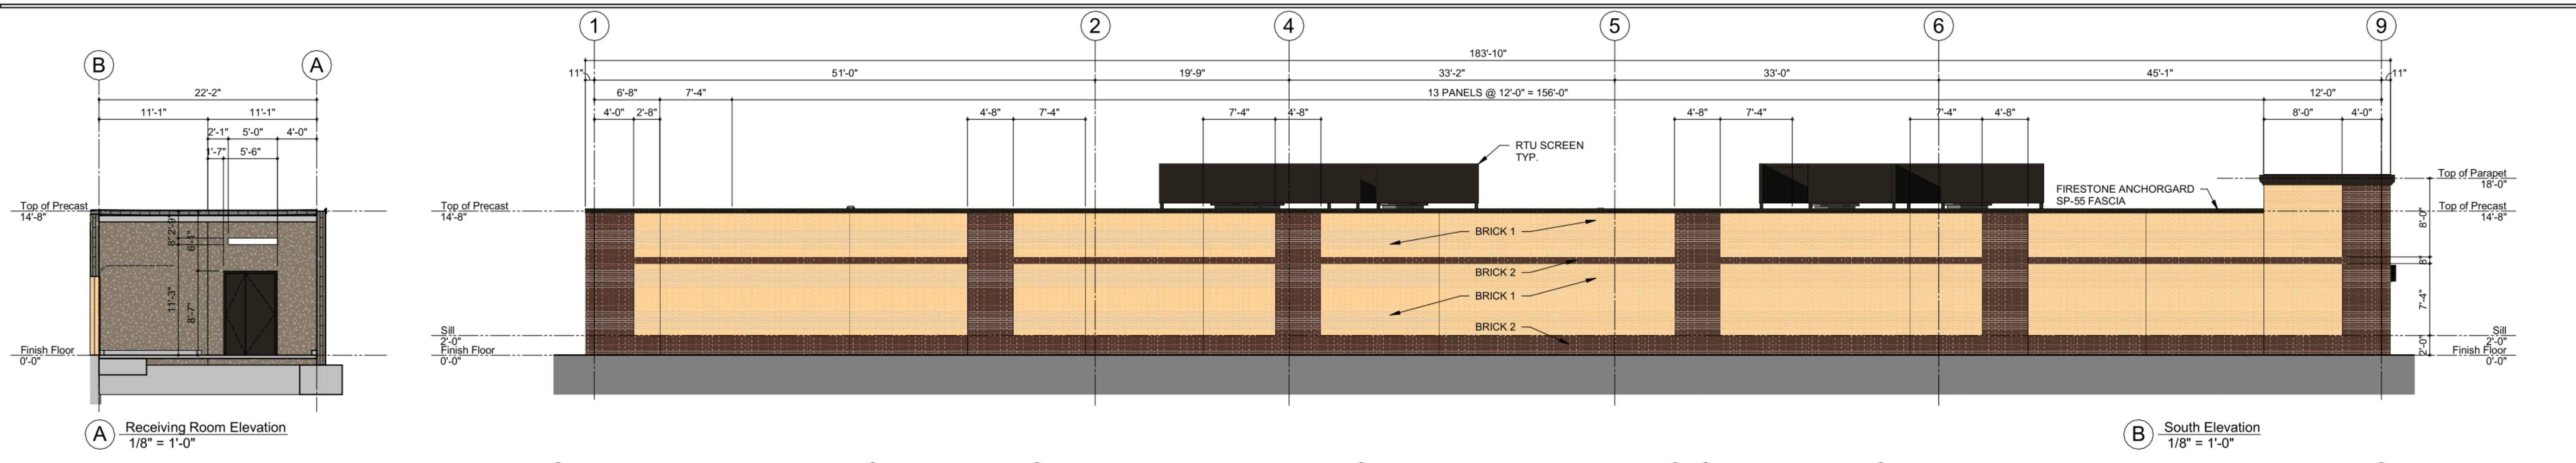 B
A
22'-2"
11'-1"
11'-1"
2'-1"
5'-0"
4'-0"
1'-7"
5'-6"
Top of Precast
14'-8"
8"
2'-9"
6'-1"
11'-3"
8'-7"
Finish Floor
0'-0"
A
Receiving Room Elevation
1/8" = 1'-0"
1
2
4
5
6
9
183'-10"
11"
51'-0"
19'-9"
33'-2"
33'-0"
45'-1"
11"
6'-8"
7'-4"
13 PANELS @ 12'-0" = 156'-0"
12'-0"
4'-0"
2'-8"
4'-8"
7'-4"
7'-4"
4'-8"
4'-8"
7'-4"
7'-4"
4'-8"
8'-0"
4'-0"
RTU SCREEN
TYP.
FIRESTONE ANCHORGARD
SP-55 FASCIA
Top of Precast
14'-8"
Top of Parapet
18'-0"
Top of Precast
14'-8"
8'-0"
BRICK 1
BRICK 2
8"
BRICK 1
7'-4"
BRICK 2
Sill
2'-0"
Finish Floor
0'-0"
2'-0"
Sill
2'-0"
Finish Floor
0'-0"
B
South Elevation
1/8" = 1'-0"